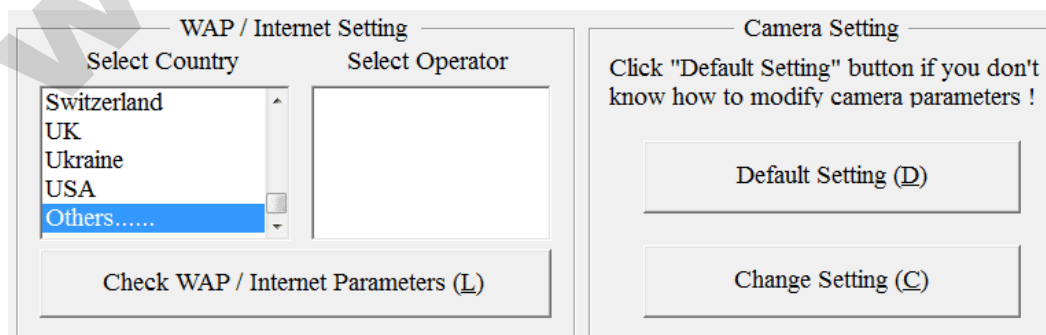 WAP / Internet Setting
Select Country
Select Operator
Switzerland
UK
Ukraine
USA
Others......
Check WAP / Internet Parameters (L)
Camera Setting
Click "Default Setting" button if you don't
know how to modify camera parameters !
Default Setting (D)
Change Setting (C)